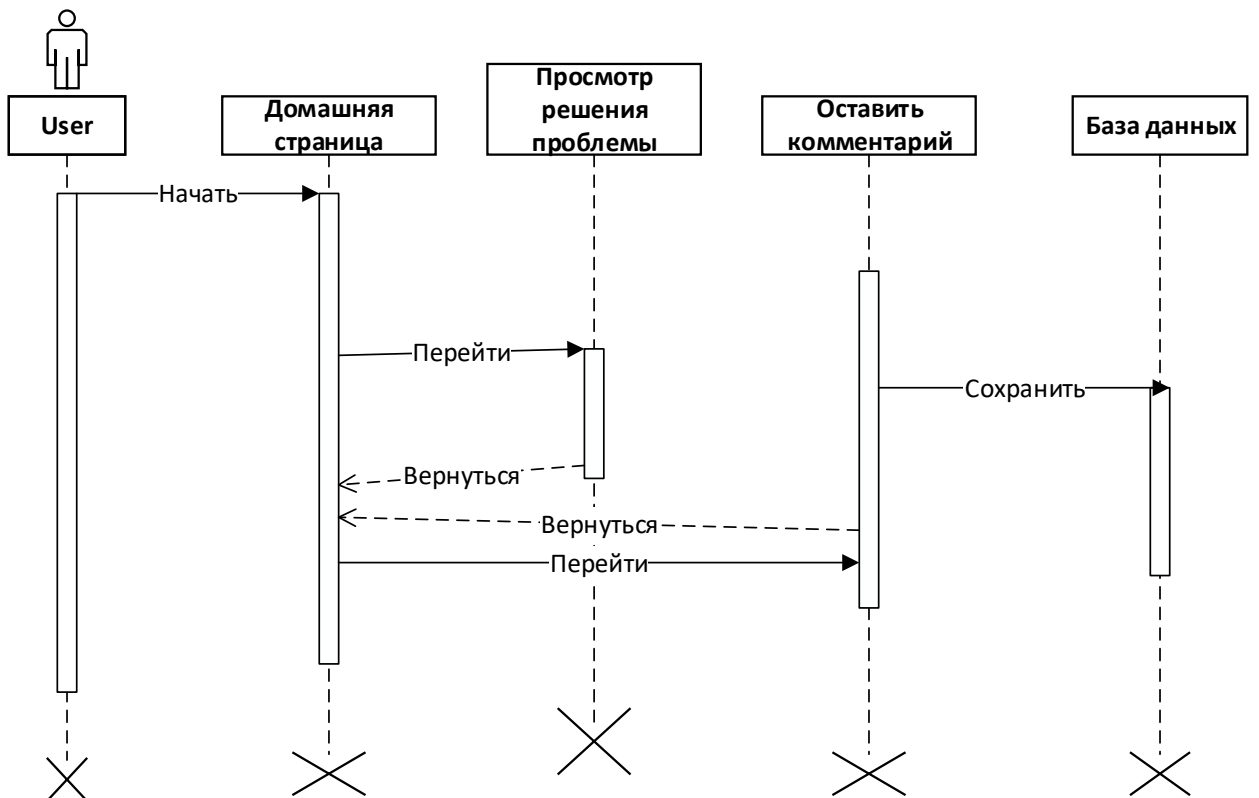 User
Домашняя
страница
Просмотр
решения
проблемы
Оставить
комментарий
База данных
Начать
Перейти
Сохранить
Вернуться
Вернуться
Перейти